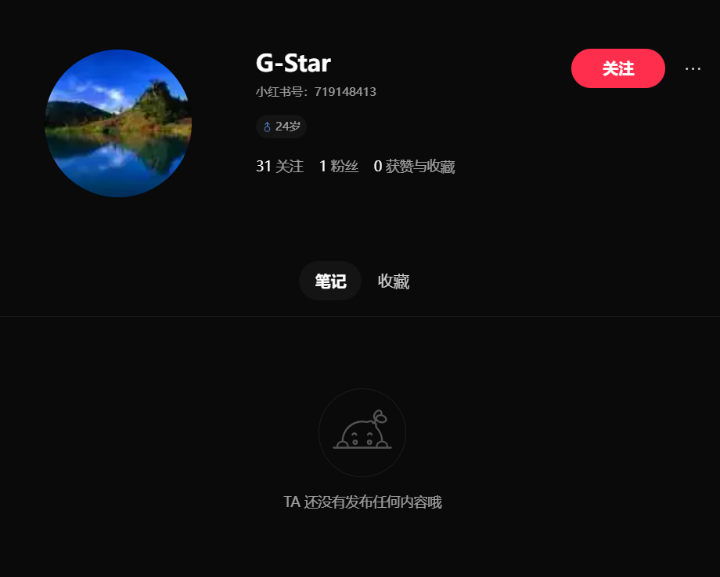 G-Star
关注
小红书号：719148413
24岁
31 关注 1 粉丝 0 获赞与收藏
笔记 收藏
TA 还没有发布任何内容哦